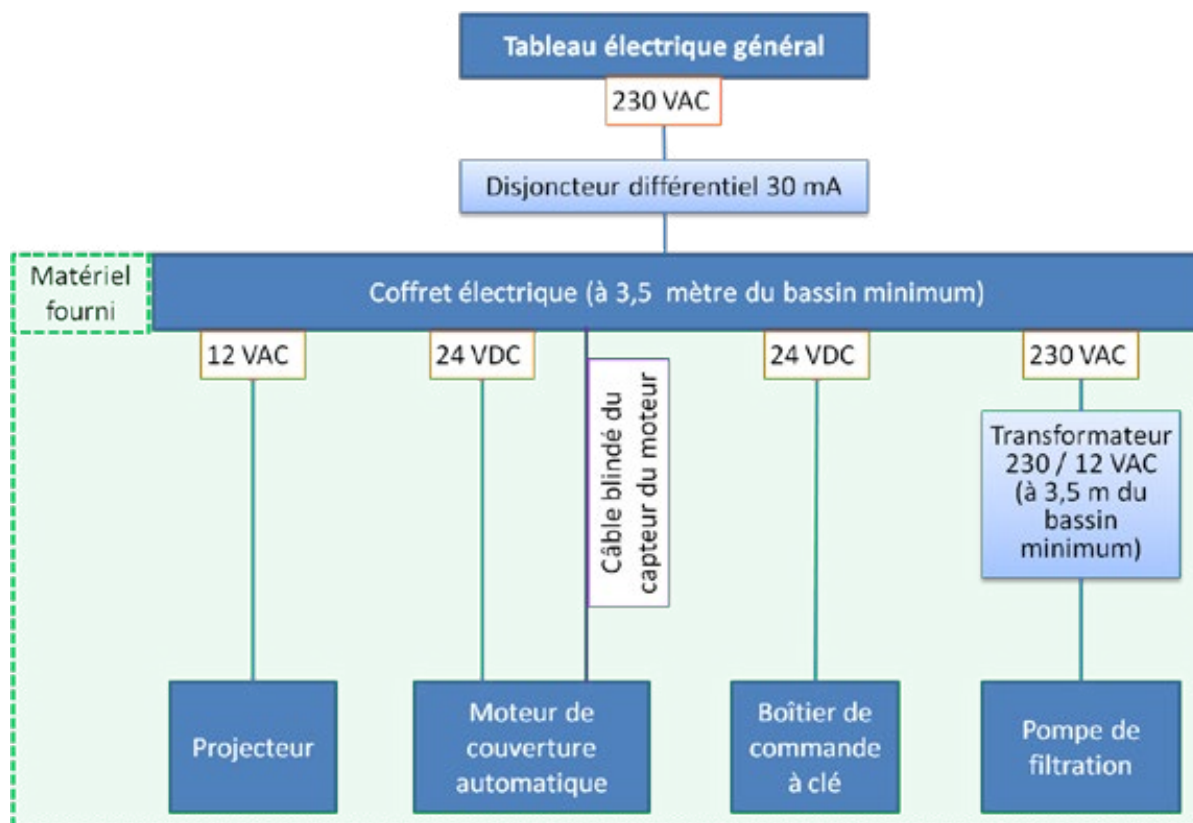 Tableau électrique général
230 VAC
Disjoncteur différentiel 30 mA
Matériel
fourni
Coffret électrique (à 3,5 mètre du bassin minimum)
12 VAC
24 VDC
24 VDC
230 VAC
Câble blindé du
capteur du moteur
Transformateur
230 / 12 VAC
(à 3,5 m du
bassin
minimum)
Projecteur
Moteur de
couverture
automatique
Boîtier de
commande
à clé
Pompe de
filtration